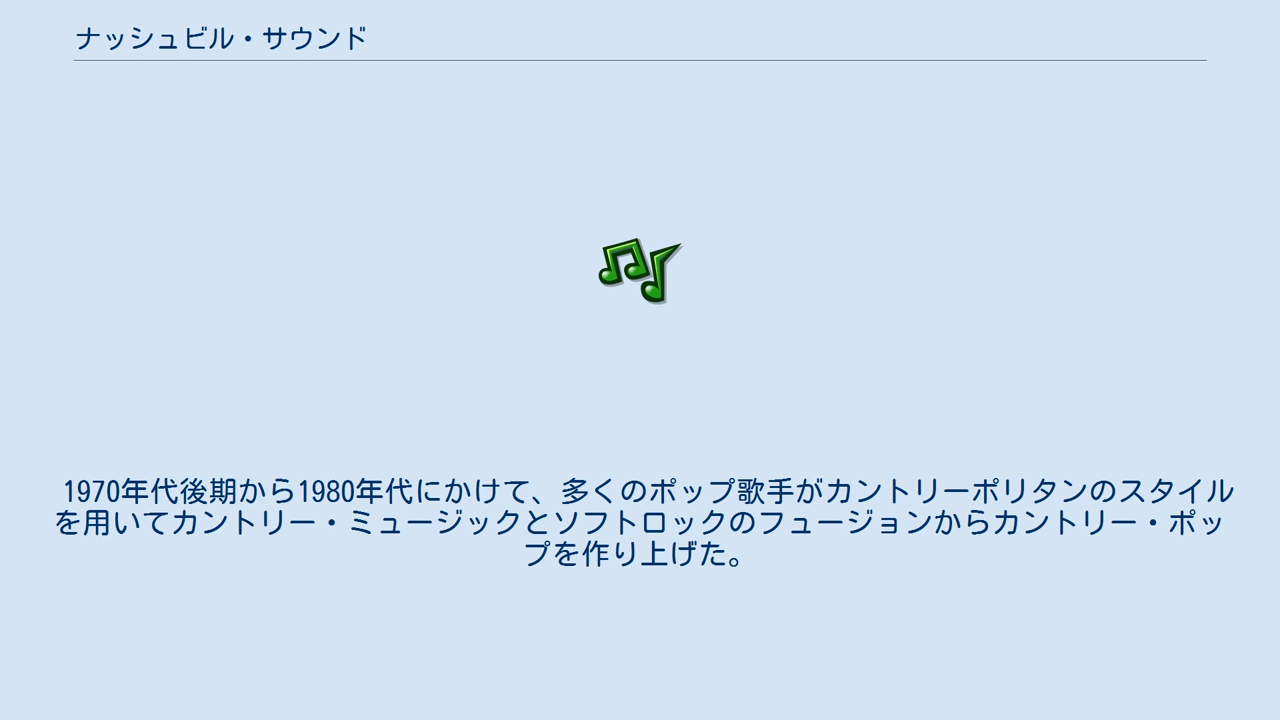 ナッシュビル・サウンド
1970年代後期から1980年代にかけて、多くのポップ歌手がカントリーポリタンのスタイル
を用いてカントリー・ミュージックとソフトロックのフュージョンからカントリー・ポッ
プを作り上げた。